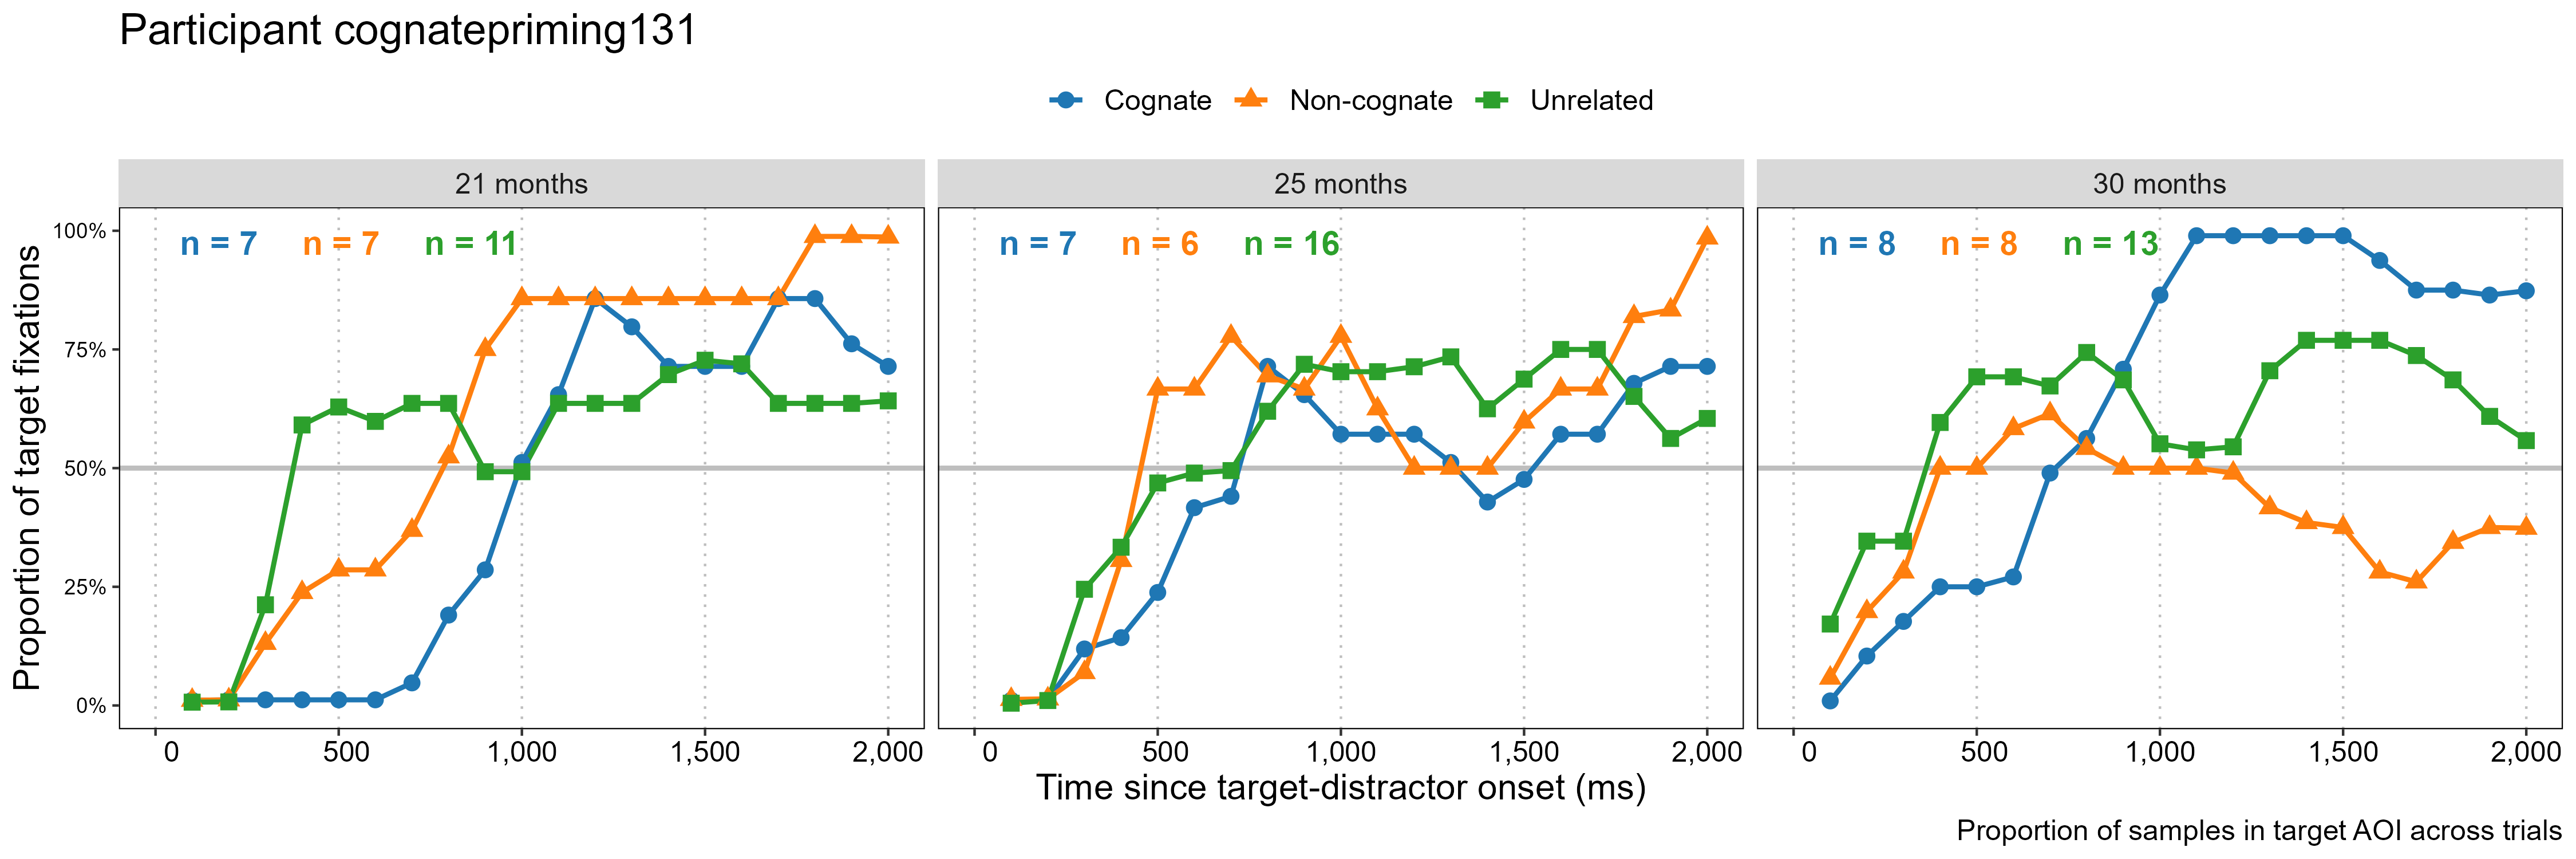 Participant cognatepriming131
Cognate Non-cognate Unrelated
21 months 25 months 30 months
n = 7 n = 7 n = 11 n = 7 n = 6 n = 16 n = 8 n = 8 n = 13
Proportion of target fixations
100%
75%
50%
25%
0%
0 500 1,000 1,500 2,000 0 500 1,000 1,500 2,000 0 500 1,000 1,500 2,000
Time since target-distractor onset (ms)
Proportion of samples in target AOI across trials